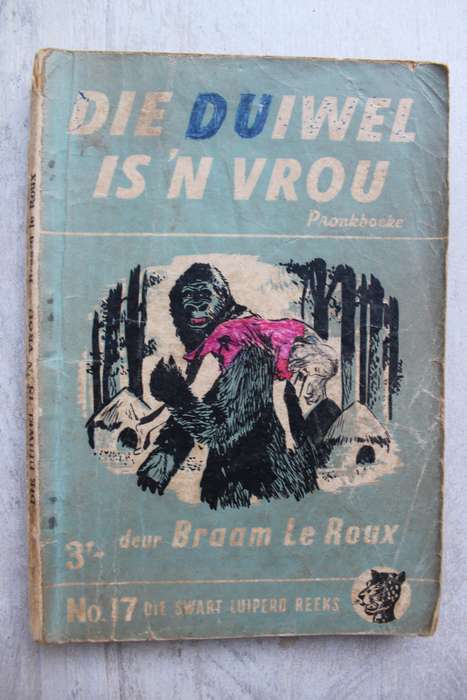 DIE DUIWEL
IS 'N VROU
Pronkboeke
3'-
deur Braam Le Roux
No. 17 DIE SWART LUIPERD REEKS
DIE DUIWEL IS 'N VROU Braam le Roux